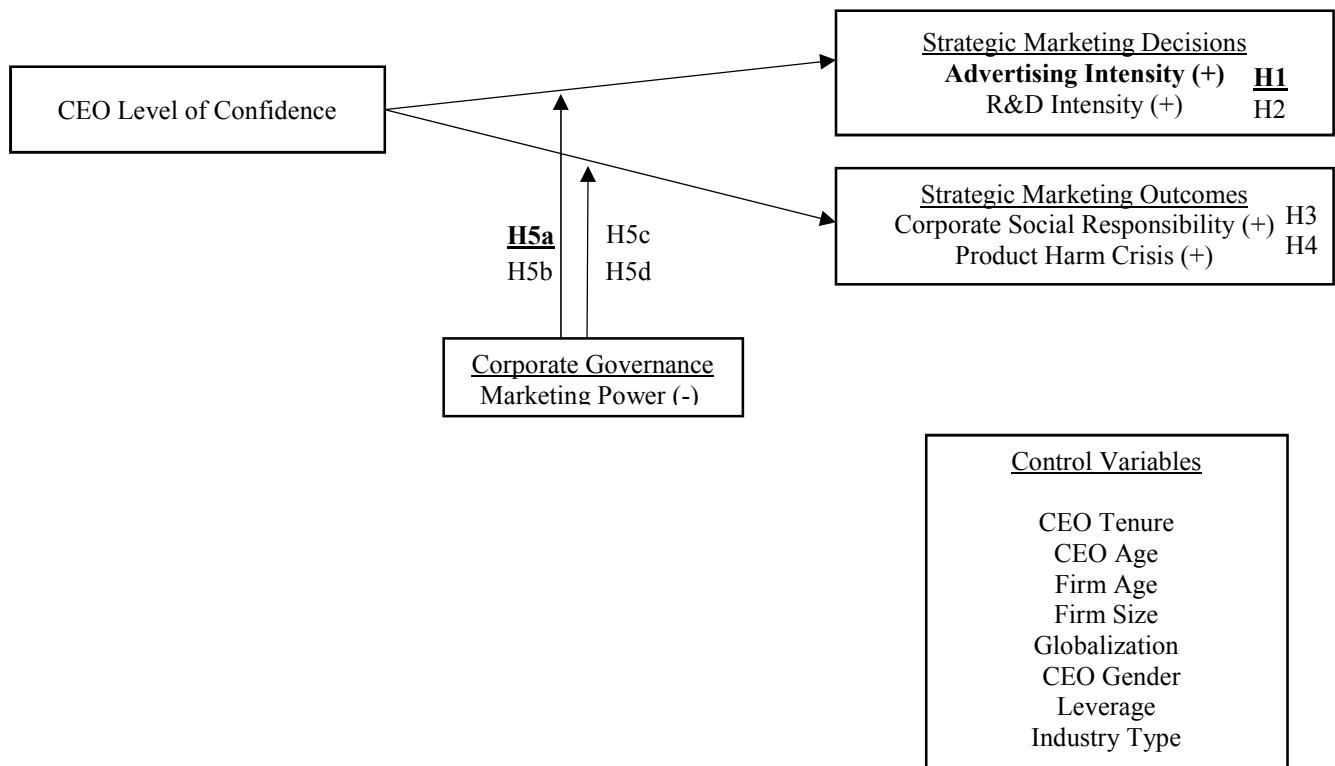 CEO Level of Confidence
Strategic Marketing Decisions
Advertising Intensity (+) H1
R&D Intensity (+) H2
Strategic Marketing Outcomes
Corporate Social Responsibility (+) H3
Product Harm Crisis (+) H4
H5a H5c
H5b H5d
Corporate Governance
Marketing Power (-)
Control Variables
CEO Tenure
CEO Age
Firm Age
Firm Size
Globalization
CEO Gender
Leverage
Industry Type